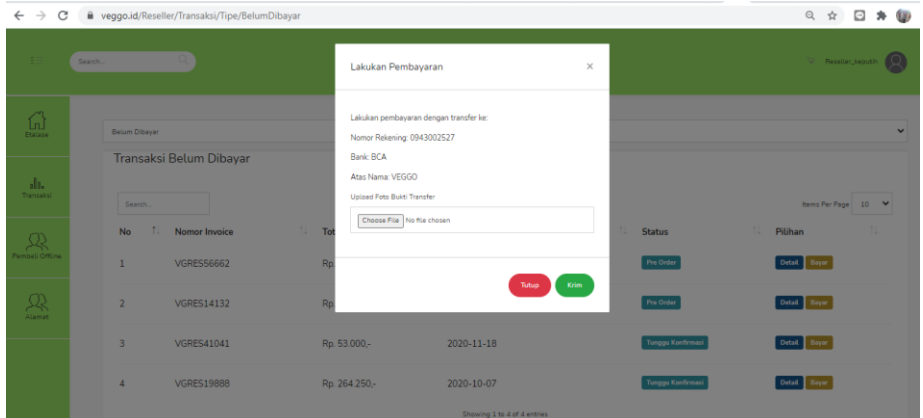 veggo.id/Reseller/Transaksi/Tipe/BelumDibayar
Search...
Lakukan Pembayaran
×
Reseller_keputih
Etalase
Transaksi
Pembeli Offline
Alamat
Belum Dibayar
Transaksi Belum Dibayar
Lakukan pembayaran dengan transfer ke:
Nomor Rekening: 0943002527
Bank: BCA
Atas Nama: VEGGO
Upload Foto Bukti Transfer
Choose File No file chosen
Tutup Krim
Search...
Items Per Page 10
No Nomor Invoice Tot Status Pilihan
1 VGRES56662 Rp. Pre Order Detail Bayar
2 VGRES14132 Rp. Pre Order Detail Bayar
3 VGRES41041 Rp. 53.000,- 2020-11-18 Tunggu Konfirmasi Detail Bayar
4 VGRES19888 Rp. 264.250,- 2020-10-07 Tunggu Konfirmasi Detail Bayar
Showing 1 to 4 of 4 entries